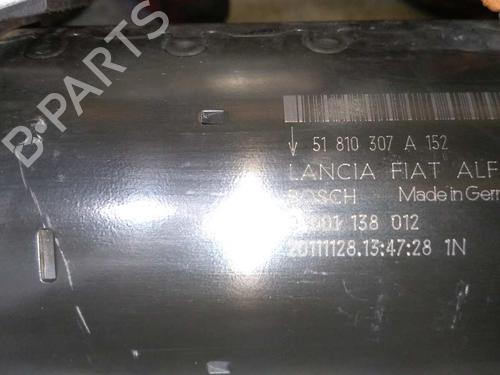 51 810 307 A 152
LANCIA FIAT ALF
BOSCH Made in Germ
001 138 012
20111128.13:47:28 1N